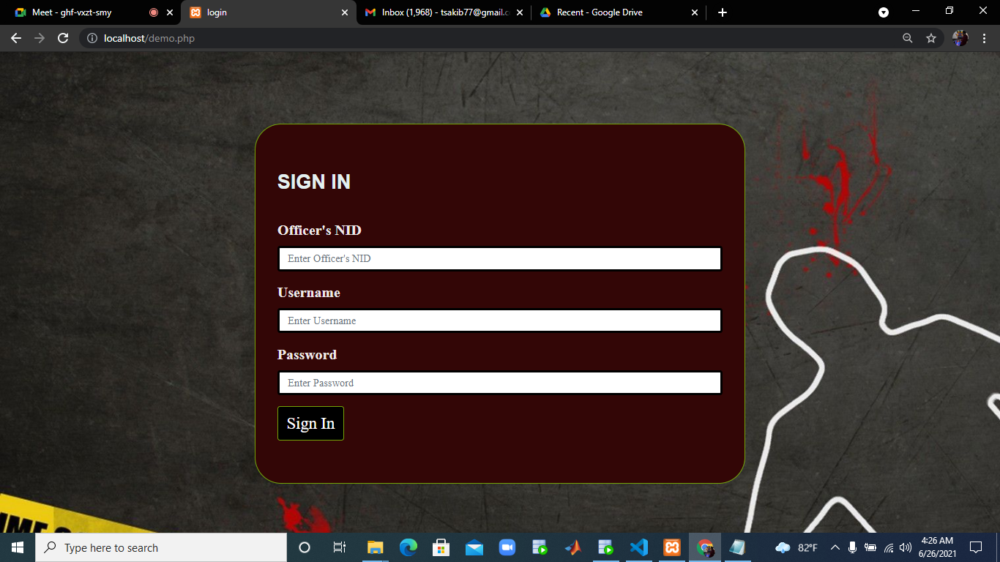 Meet - ghf-vxzt-smy
login
Inbox (1,968) - tsakib77@gmail.c
Recent - Google Drive
localhost/demo.php
SIGN IN
Officer's NID
Enter Officer's NID
Username
Enter Username
Password
Enter Password
Sign In
Type here to search
82°F
4:26 AM
6/26/2021